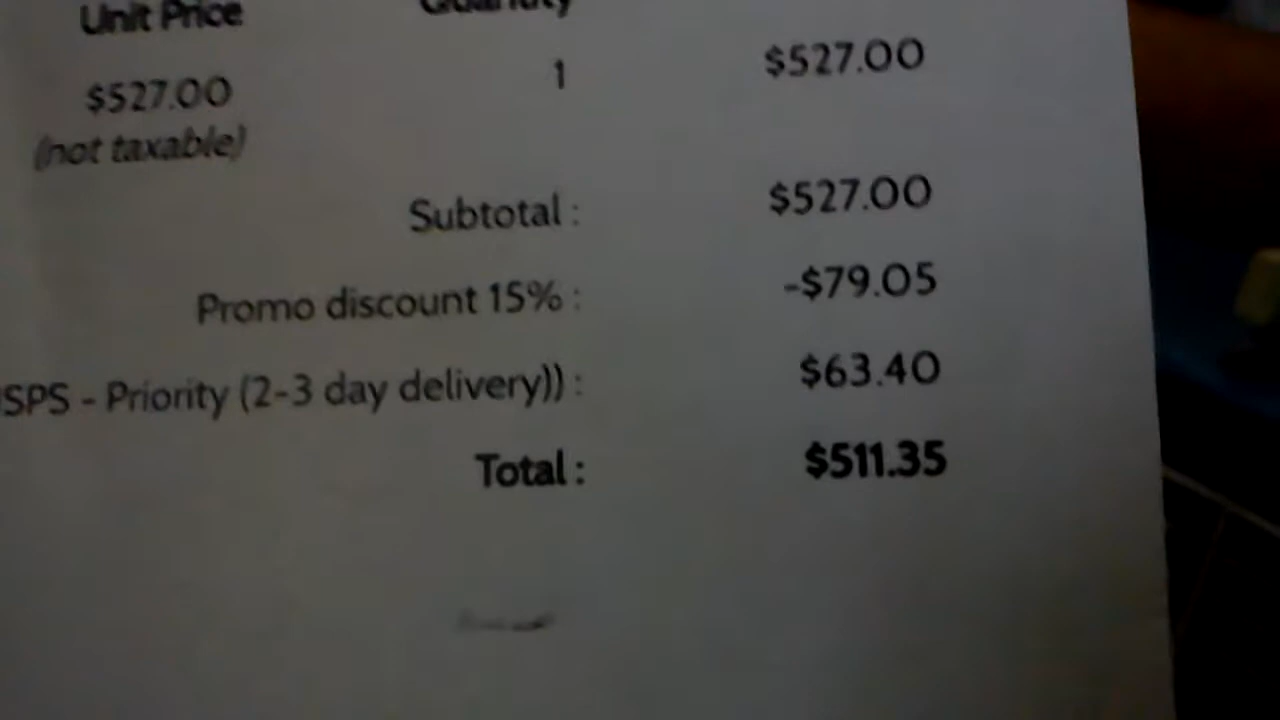 Unit Price Quantity
$527.00 1 $527.00
(not taxable)
Subtotal : $527.00
Promo discount 15% : -$79.05
SPS - Priority (2-3 day delivery)) : $63.40
Total : $511.35